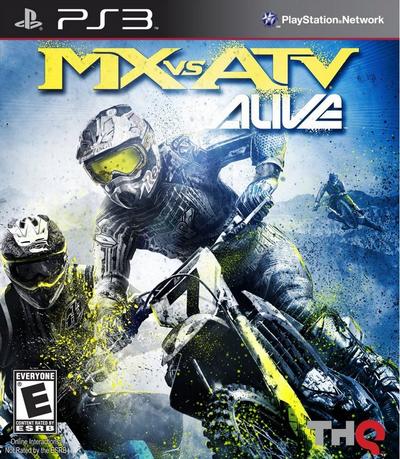 PS3
PlayStation®Network
MX vs ATV
ALIVE
EVERYONE
E
CONTENT RATED BY
ESRB
Online Interactions
Not Rated by the ESRB
THQ